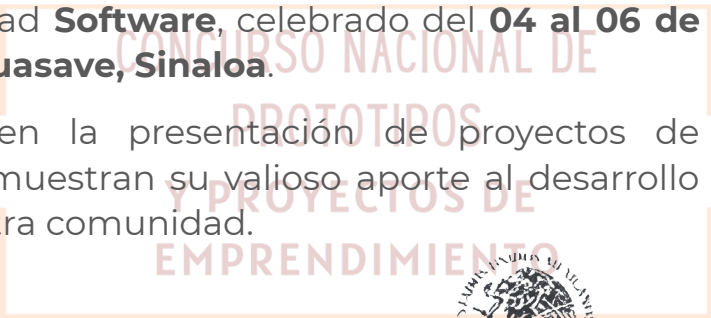 ad Software, celebrado del 04 al 06 de
CONCURSO NACIONAL DE
uasave, Sinaloa.
PROTOTIPOS
en la presentación de proyectos de
muestran su valioso aporte al desarrollo
Y PROYECTOS DE
tra comunidad.
EMPRENDIMIENTO